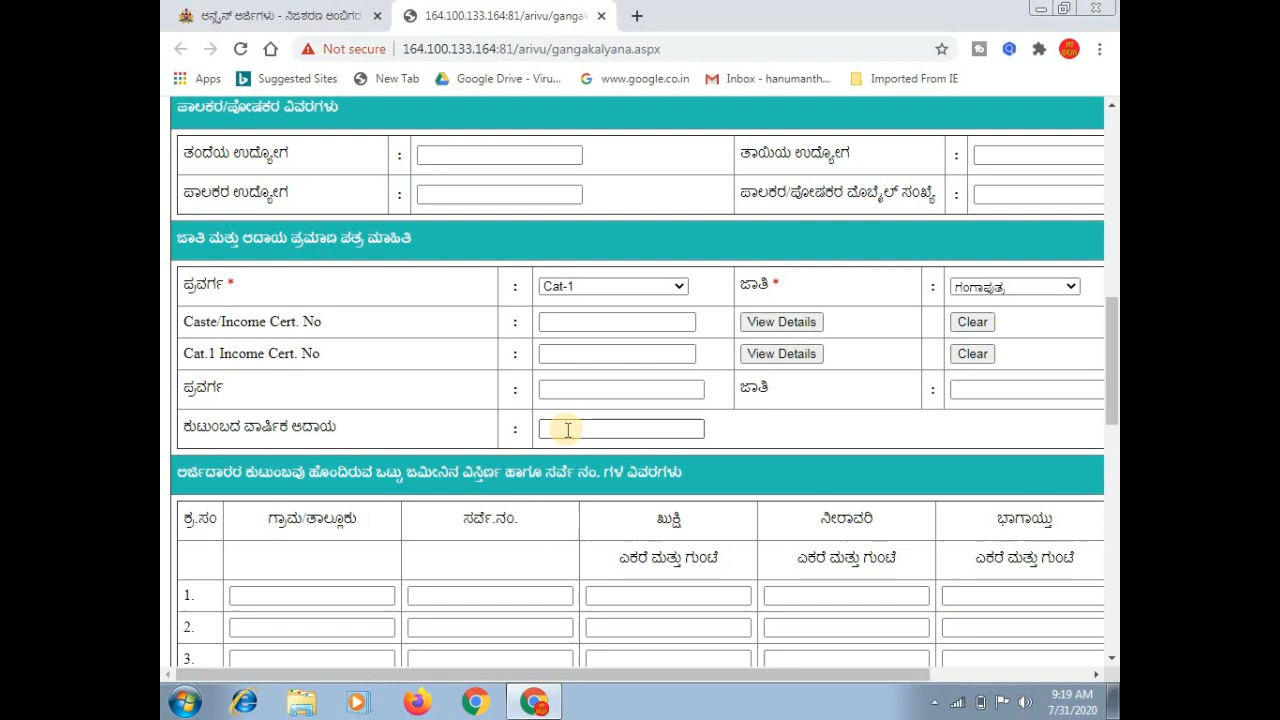 ಆನ್ಲೈನ್ ಅರ್ಜಿಗಳು - ನಿಜಶರಣ ಅಂಬಿಗರ
164.100.133.164:81/arivu/ganga
Not secure
164.100.133.164:81/arivu/gangakalyana.aspx
Apps
Suggested Sites
New Tab
Google Drive - Viru...
www.google.co.in
Inbox - hanumanth...
Imported From IE
ಪಾಲಕರ/ಪೋಷಕರ ವಿವರಗಳು
ತಂದೆಯ ಉದ್ಯೋಗ :
ತಾಯಿಯ ಉದ್ಯೋಗ :
ಪಾಲಕರ ಉದ್ಯೋಗ :
ಪಾಲಕರ/ಪೋಷಕರ ಮೊಬೈಲ್ ಸಂಖ್ಯೆ :
ಜಾತಿ ಮತ್ತು ಆದಾಯ ಪ್ರಮಾಣ ಪತ್ರ ಮಾಹಿತಿ
ಪ್ರವರ್ಗ * : Cat-1
ಜಾತಿ * : ಗಂಗಾಪುತ್ರ
Caste/Income Cert. No : View Details Clear
Cat.1 Income Cert. No : View Details Clear
ಪ್ರವರ್ಗ :
ಜಾತಿ :
ಕುಟುಂಬದ ವಾರ್ಷಿಕ ಅದಾಯ :
ಅರ್ಜಿದಾರರ ಕುಟುಂಬವು ಹೊಂದಿರುವ ಒಟ್ಟು ಜಮೀನಿನ ವಿಸ್ತೀರ್ಣ ಹಾಗೂ ಸರ್ವೆ ನಂ. ಗಳ ವಿವರಗಳು
ಕ್ರ.ಸಂ ಗ್ರಾಮ/ತಾಲ್ಲೂಕು ಸರ್ವೆ.ನಂ. ಖುಷ್ಕಿ ನೀರಾವರಿ ಭಾಗಾಯ್ತು
ಎಕರೆ ಮತ್ತು ಗುಂಟೆ ಎಕರೆ ಮತ್ತು ಗುಂಟೆ ಎಕರೆ ಮತ್ತು ಗುಂಟೆ
1.
2.
3.
9:19 AM
7/31/2020